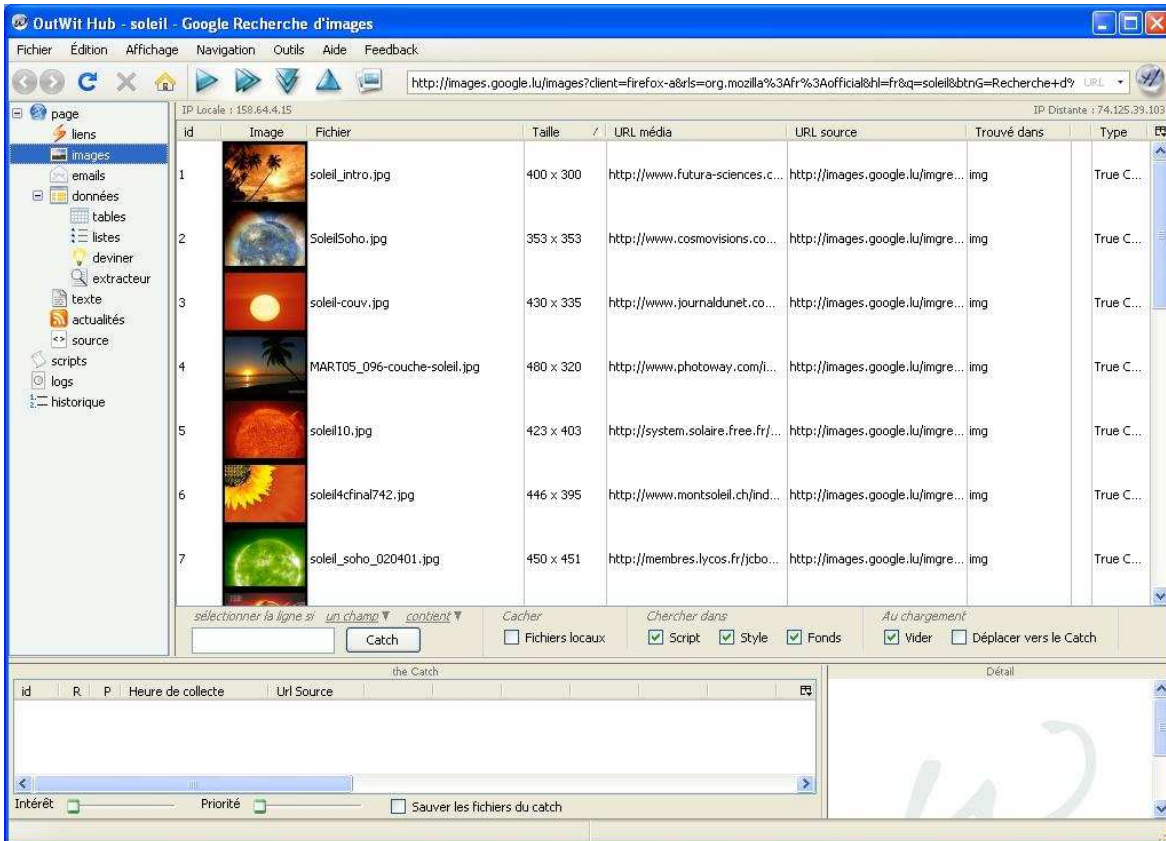 OutWit Hub - soleil - Google Recherche d'images
Fichier Édition Affichage Navigation Outils Aide Feedback
http://images.google.lu/images?client=firefox-a&rls=org.mozilla%3Afr%3Aofficial&hl=fr&q=soleil&btnG=Recherche+d% URL
IP Locale : 158.64.4.15 IP Distante : 74.125.39.103
page
liens
images
emails
données
tables
listes
deviner
extracteur
texte
actualités
source
scripts
logs
historique
id Image Fichier Taille / URL média URL source Trouvé dans Type
1 soleil_intro.jpg 400 x 300 http://www.futura-sciences.c... http://images.google.lu/imgre... img True C...
2 SoleilSoho.jpg 353 x 353 http://www.cosmovisions.co... http://images.google.lu/imgre... img True C...
3 soleil-couv.jpg 430 x 335 http://www.journaldunet.co... http://images.google.lu/imgre... img True C...
4 MART05_096-couche-soleil.jpg 480 x 320 http://www.photoway.com/i... http://images.google.lu/imgre... img True C...
5 soleil10.jpg 423 x 403 http://system.solaire.free.fr/... http://images.google.lu/imgre... img True C...
6 soleil4cfinal742.jpg 446 x 395 http://www.montsoleil.ch/ind... http://images.google.lu/imgre... img True C...
7 soleil_soho_020401.jpg 450 x 451 http://membres.lycos.fr/jcbo... http://images.google.lu/imgre... img True C...
sélectionner la ligne si un champ contient Cacher Chercher dans Au chargement
Catch Fichiers locaux Script Style Fonds Vider Déplacer vers le Catch
the Catch Détail
id R P Heure de collecte Url Source
Intérêt Priorité Sauver les fichiers du catch